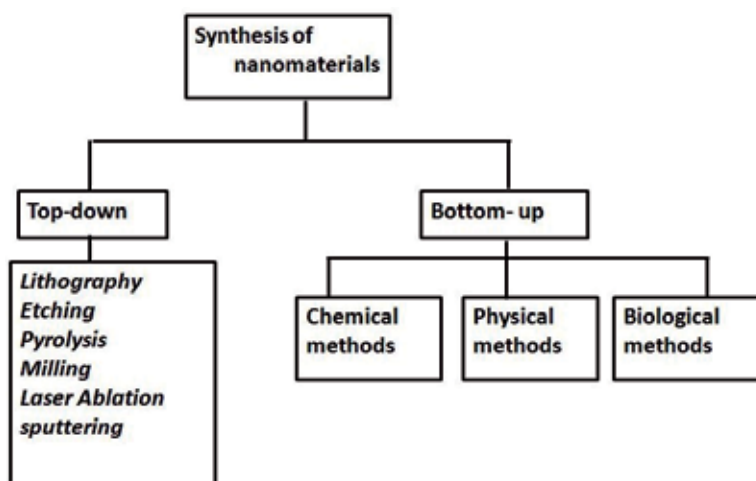 Synthesis of
nanomaterials
Top-down
Bottom- up
Lithography
Etching
Pyrolysis
Milling
Laser Ablation
sputtering
Chemical
methods
Physical
methods
Biological
methods